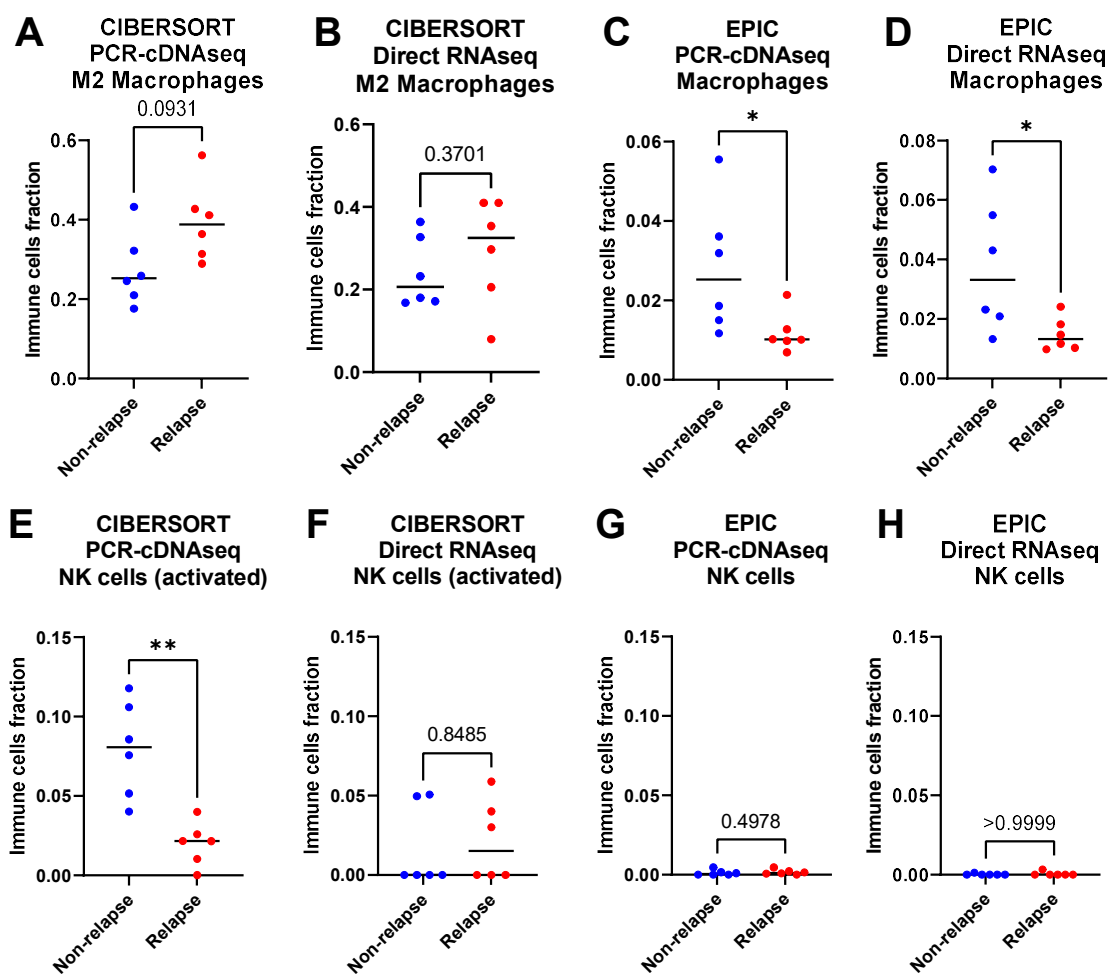 A
CIBERSORT
PCR-cDNAseq
M2 Macrophages
0.0931
Immune cells fraction
0.6
0.4
0.2
0.0
Non-relapse
Relapse
B
CIBERSORT
Direct RNAseq
M2 Macrophages
0.3701
Immune cells fraction
0.6
0.4
0.2
0.0
Non-relapse
Relapse
C
EPIC
PCR-cDNAseq
Macrophages
*
Immune cells fraction
0.06
0.04
0.02
0.00
Non-relapse
Relapse
D
EPIC
Direct RNAseq
Macrophages
*
Immune cells fraction
0.08
0.06
0.04
0.02
0.00
Non-relapse
Relapse
E
CIBERSORT
PCR-cDNAseq
NK cells (activated)
**
Immune cells fraction
0.15
0.10
0.05
0.00
Non-relapse
Relapse
F
CIBERSORT
Direct RNAseq
NK cells (activated)
0.8485
Immune cells fraction
0.15
0.10
0.05
0.00
Non-relapse
Relapse
G
EPIC
PCR-cDNAseq
NK cells
0.4978
Immune cells fraction
0.15
0.10
0.05
0.00
Non-relapse
Relapse
H
EPIC
Direct RNAseq
NK cells
>0.9999
Immune cells fraction
0.15
0.10
0.05
0.00
Non-relapse
Relapse